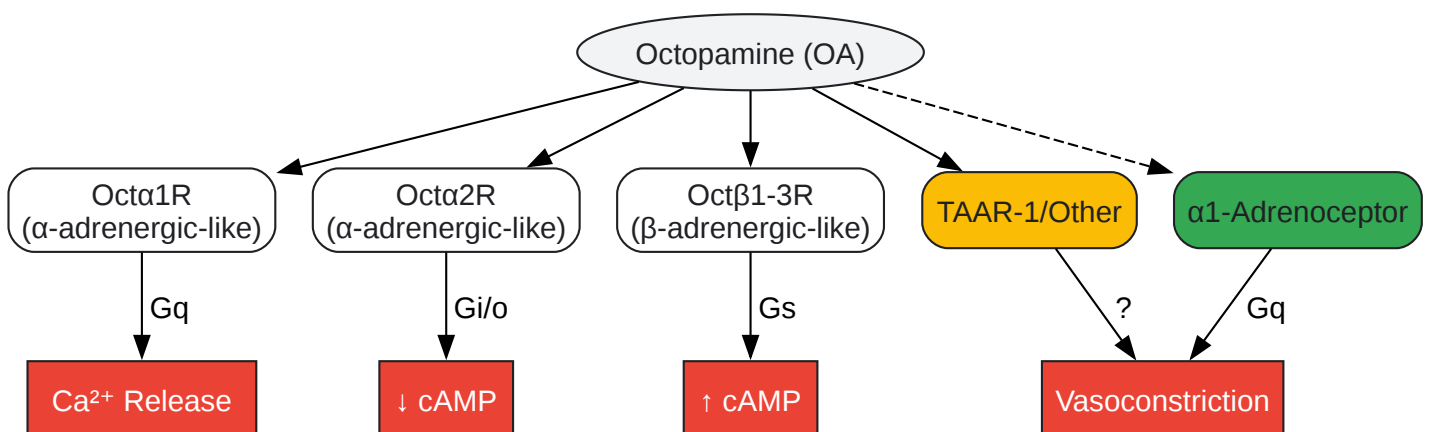 Octopamine (OA)
Octα1R
(α-adrenergic-like)
Octα2R
(α-adrenergic-like)
Octβ1-3R
(β-adrenergic-like)
TAAR-1/Other
α1-Adrenoceptor
Gq
Gi/o
Gs
?
Gq
Ca²⁺ Release
↓ cAMP
↑ cAMP
Vasoconstriction